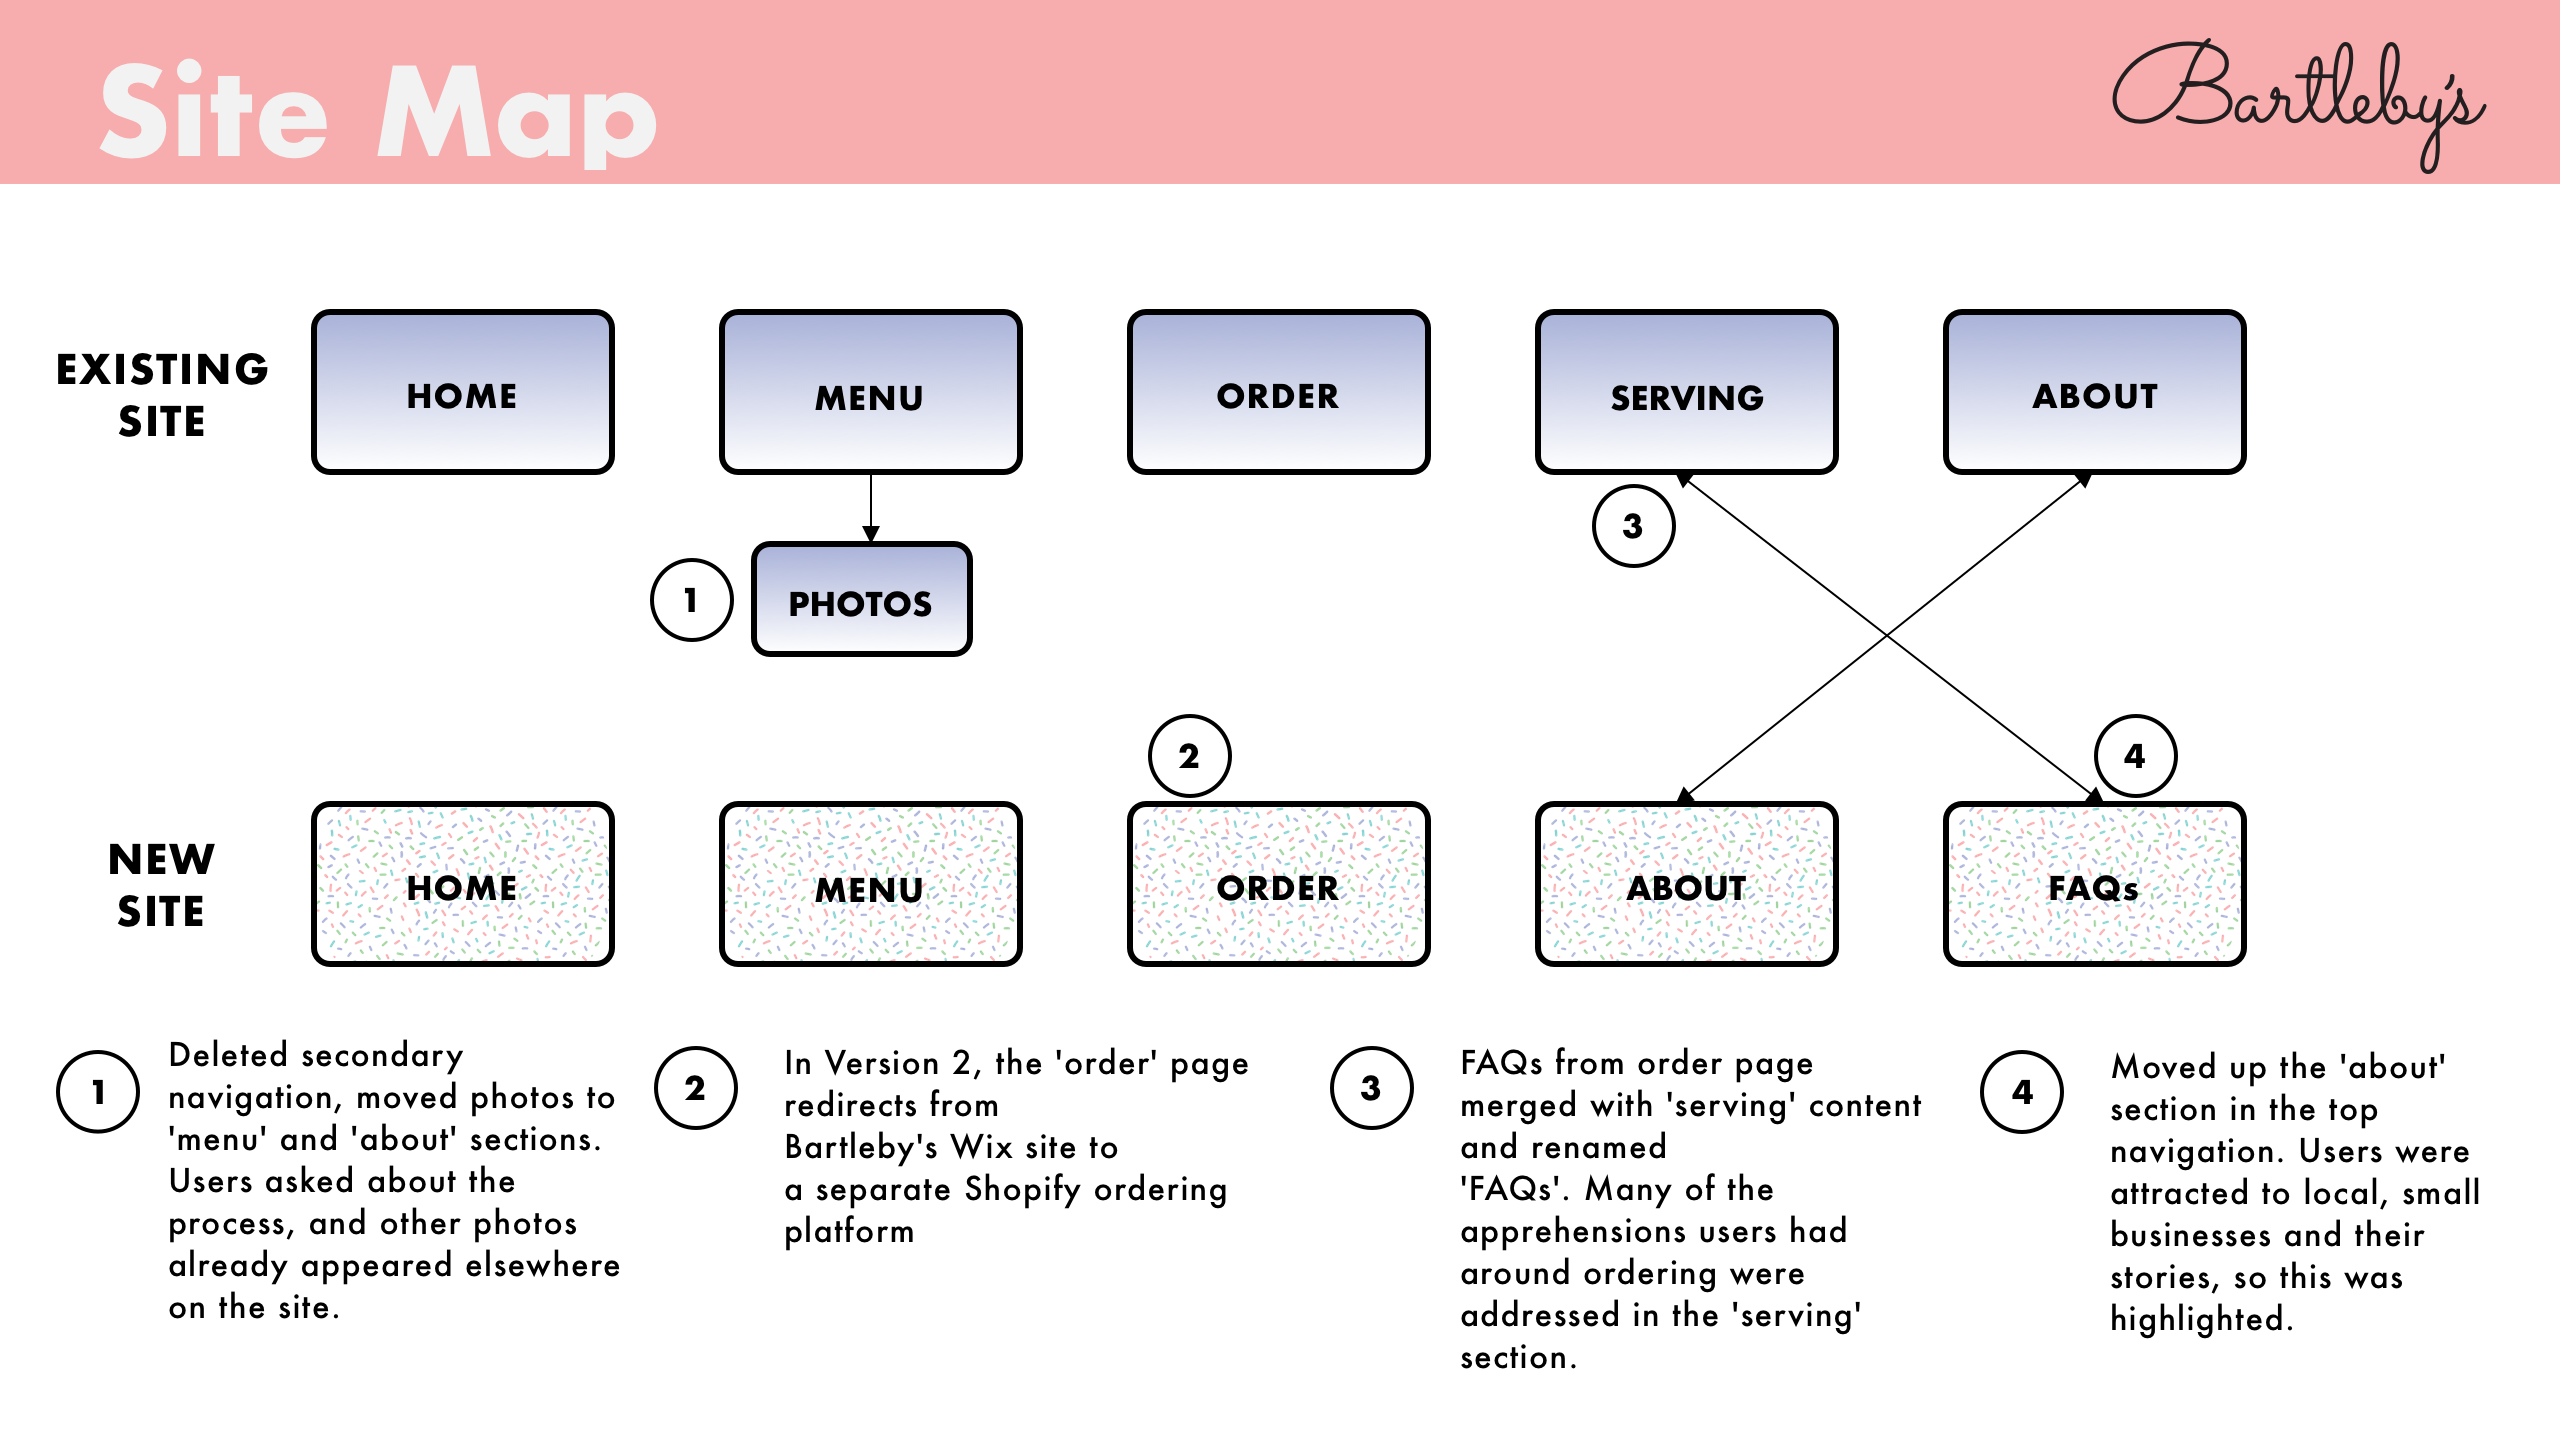 Site Map
Bartleby's
EXISTING
SITE
HOME
MENU
ORDER
SERVING
ABOUT
3
1
PHOTOS
2
4
NEW
SITE
HOME
MENU
ORDER
ABOUT
FAQs
1
Deleted secondary
navigation, moved photos to
'menu' and 'about' sections.
Users asked about the
process, and other photos
already appeared elsewhere
on the site.
2
In Version 2, the 'order' page
redirects from
Bartleby's Wix site to
a separate Shopify ordering
platform
3
FAQs from order page
merged with 'serving' content
and renamed
'FAQs'. Many of the
apprehensions users had
around ordering were
addressed in the 'serving'
section.
4
Moved up the 'about'
section in the top
navigation. Users were
attracted to local, small
businesses and their
stories, so this was
highlighted.